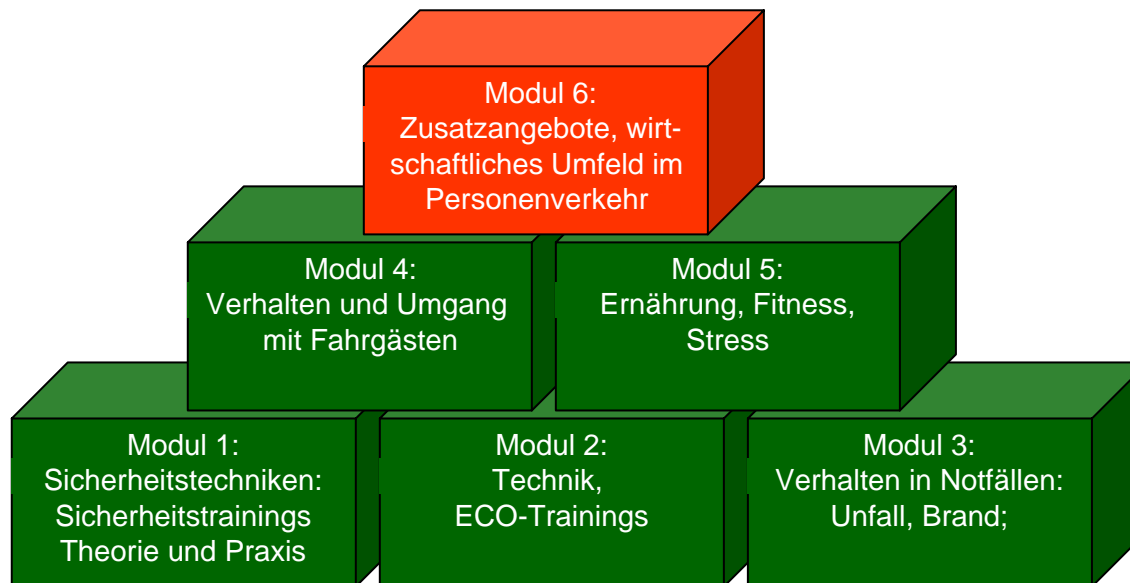 Modul 6:
Zusatzangebote, wirt-
schaftliches Umfeld im
Personenverkehr
Modul 4:
Verhalten und Umgang
mit Fahrgästen
Modul 5:
Ernährung, Fitness,
Stress
Modul 1:
Sicherheitstechniken:
Sicherheitstrainings
Theorie und Praxis
Modul 2:
Technik,
ECO-Trainings
Modul 3:
Verhalten in Notfällen:
Unfall, Brand;